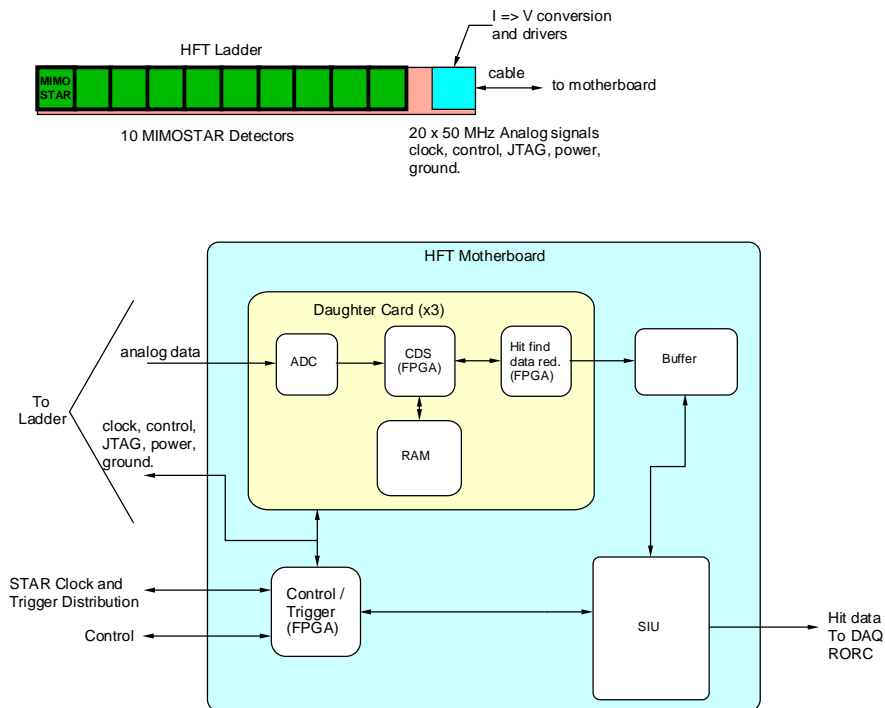 I => V conversion
and drivers
HFT Ladder
MIMO
STAR
cable
to motherboard
10 MIMOSTAR Detectors
20 x 50 MHz Analog signals
clock, control, JTAG, power,
ground.
HFT Motherboard
Daughter Card (x3)
analog data
ADC
CDS
(FPGA)
Hit find
data red.
(FPGA)
Buffer
To
Ladder
clock, control,
JTAG, power,
ground.
RAM
STAR Clock and
Trigger Distribution
Control /
Trigger
(FPGA)
Control
SIU
Hit data
To DAQ
RORC